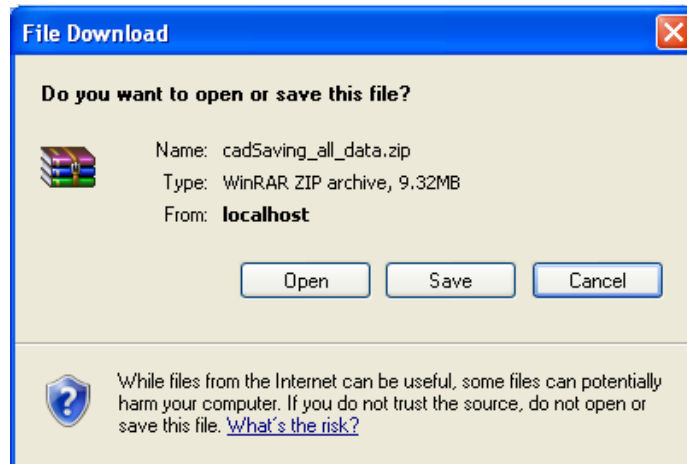 File Download
Do you want to open or save this file?
Name: cadSaving_all_data.zip
Type: WinRAR ZIP archive, 9.32MB
From: localhost
Open Save Cancel
While files from the Internet can be useful, some files can potentially
harm your computer. If you do not trust the source, do not open or
save this file. What's the risk?